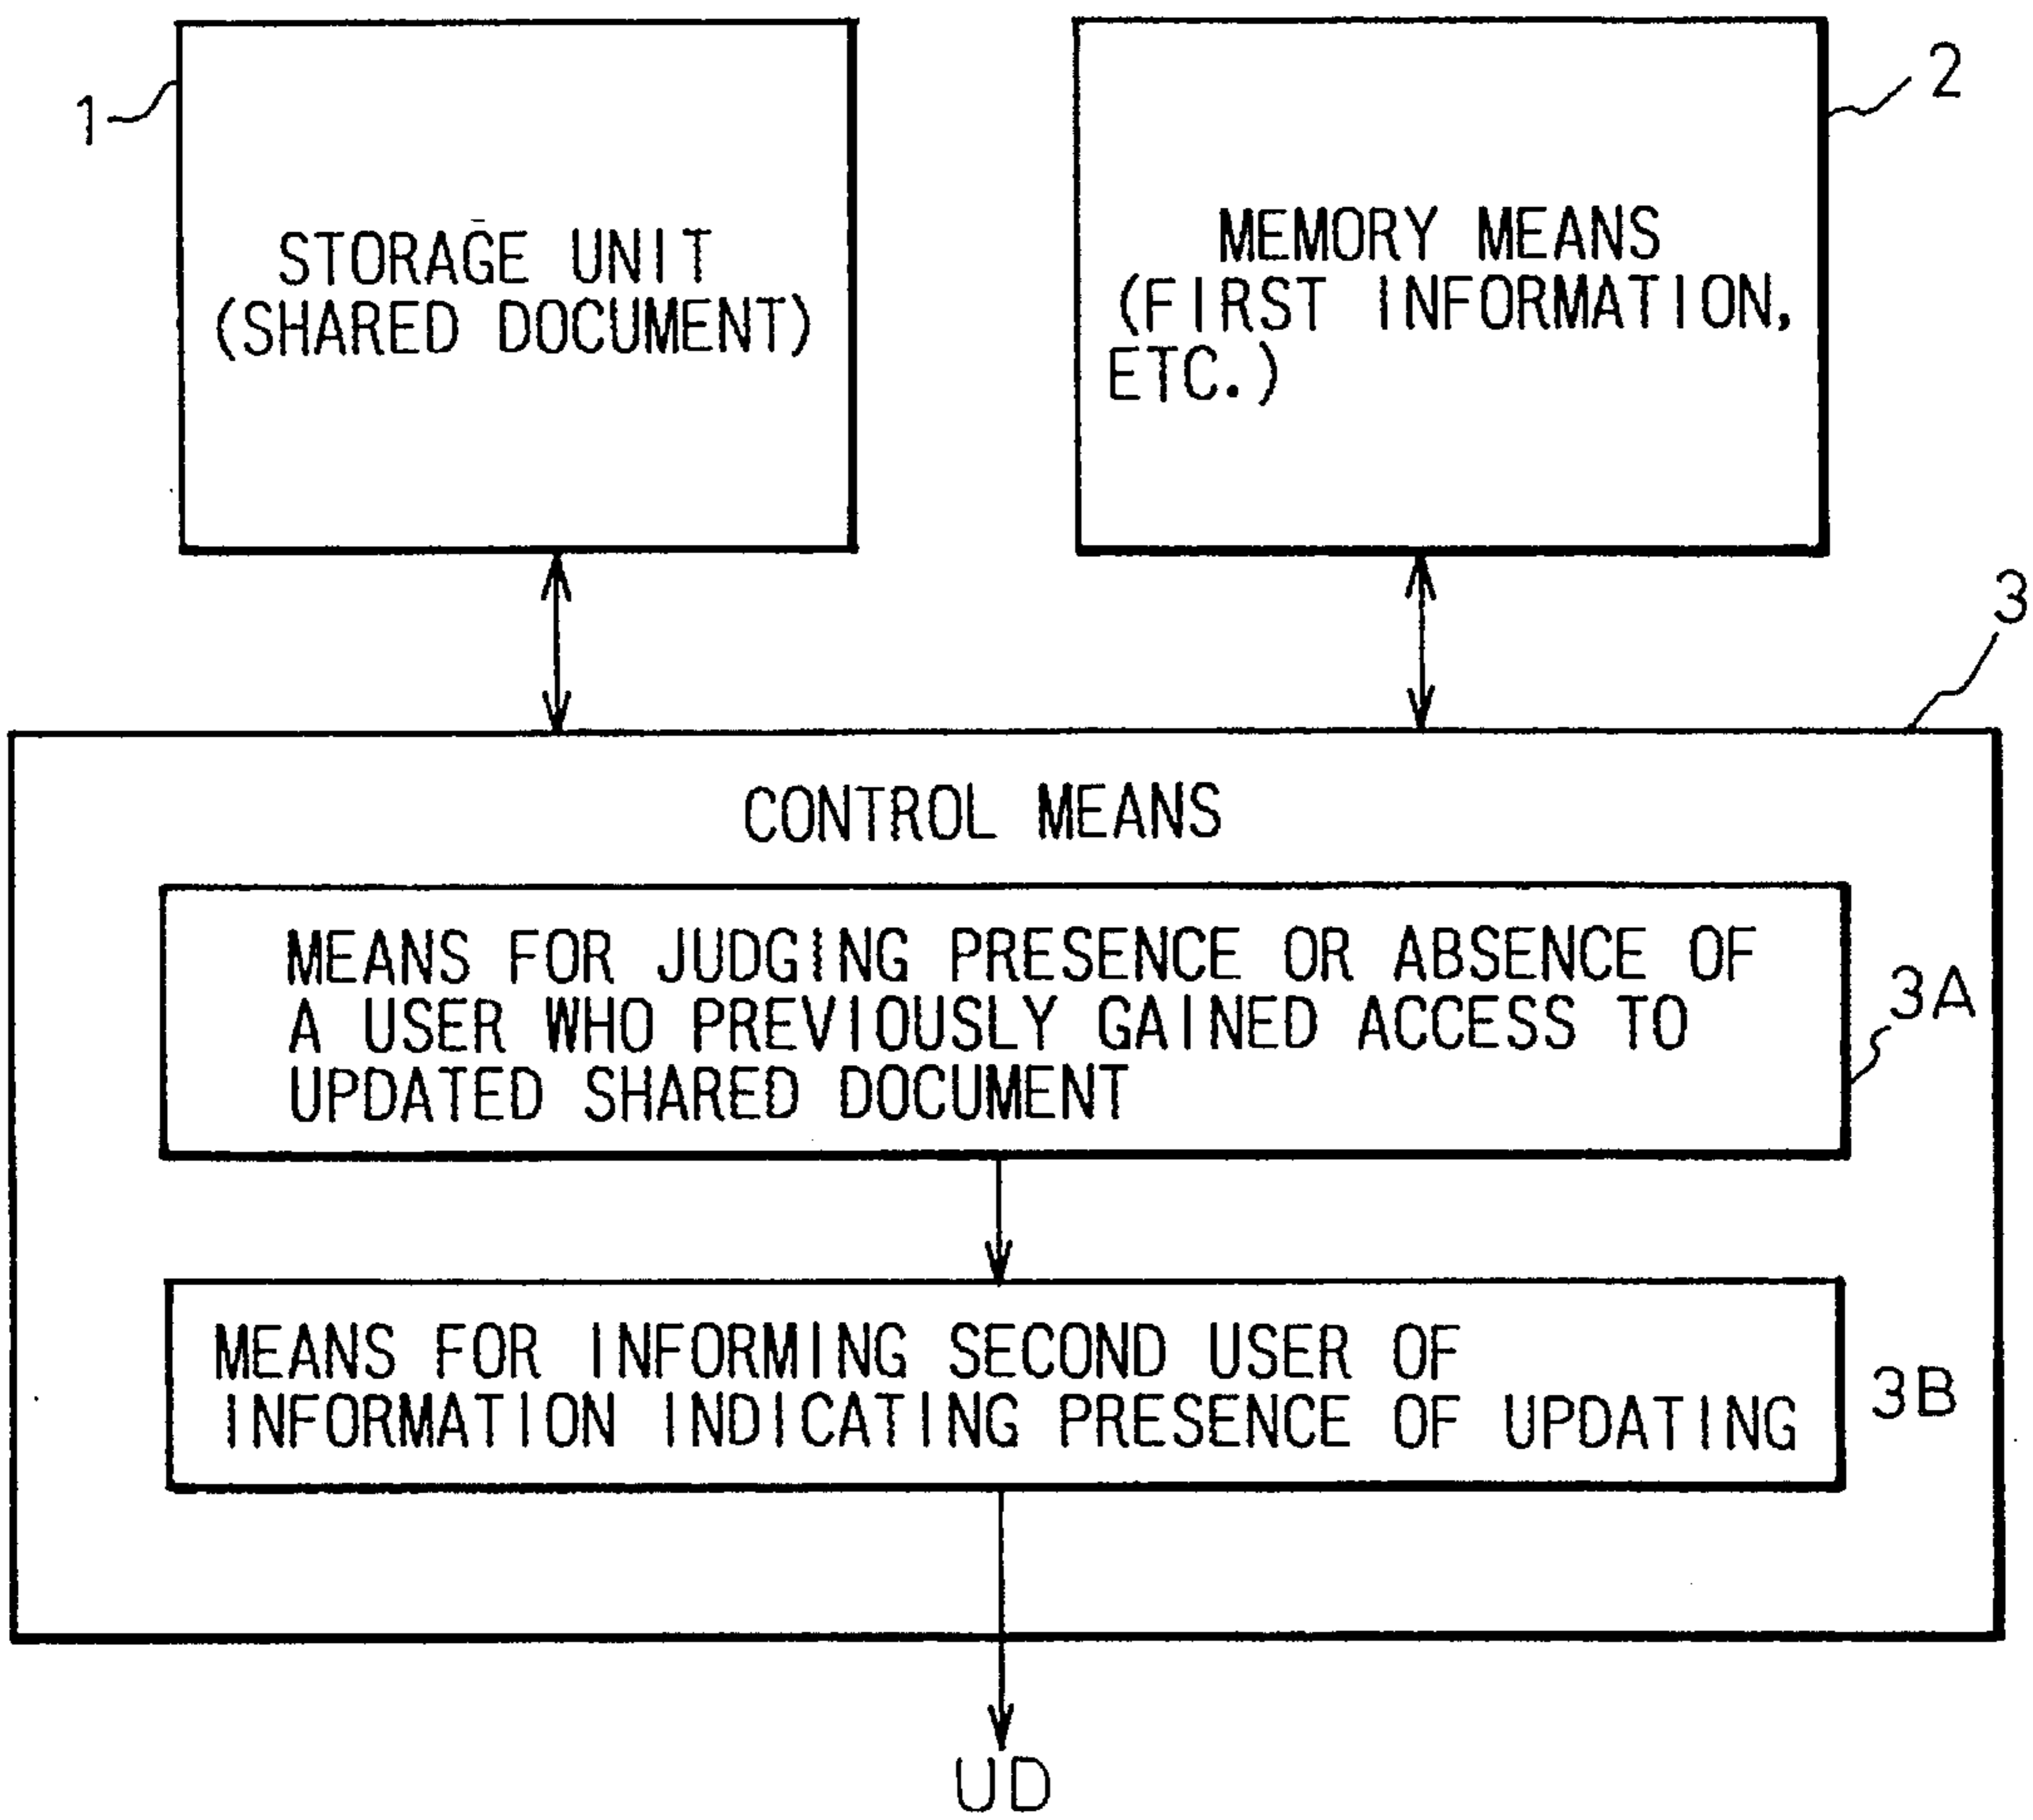 1
STORAGE UNIT
(SHARED DOCUMENT)
2
MEMORY MEANS
(FIRST INFORMATION,
ETC.)
3
CONTROL MEANS
MEANS FOR JUDGING PRESENCE OR ABSENCE OF
A USER WHO PREVIOUSLY GAINED ACCESS TO
UPDATED SHARED DOCUMENT
3A
MEANS FOR INFORMING SECOND USER OF
INFORMATION INDICATING PRESENCE OF UPDATING
3B
UD